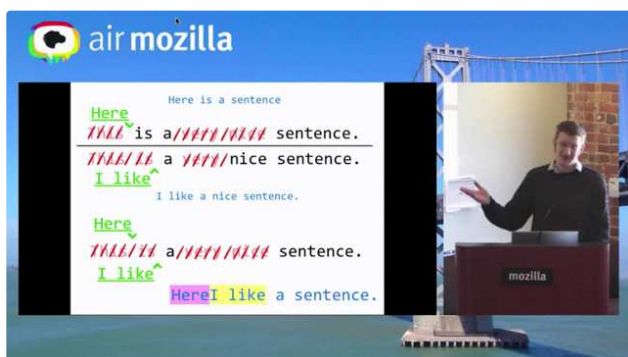 air mozilla
Here is a sentence
Here
is a sentence.
a nice sentence.
I like
I like a nice sentence.
Here
a sentence.
I like
HereI like a sentence.
mozilla